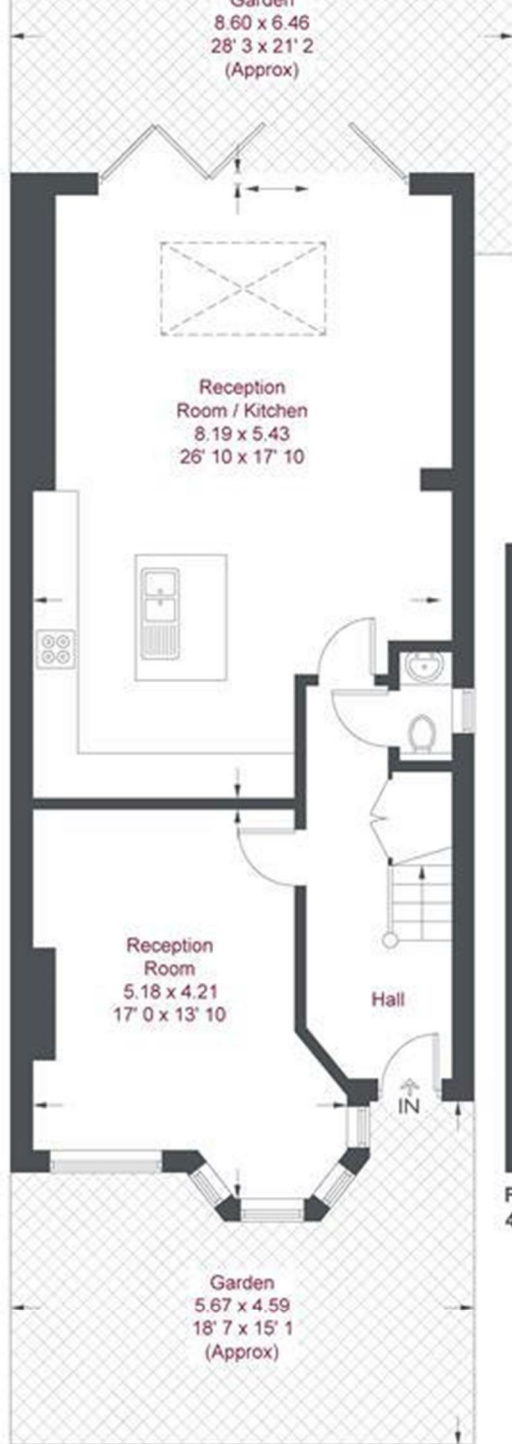 Garden
8.60 x 6.46
28' 3 x 21' 2
(Approx)
Reception
Room / Kitchen
8.19 x 5.43
26' 10 x 17' 10
Reception
Room
5.18 x 4.21
17' 0 x 13' 10
Hall
IN
Garden
5.67 x 4.59
18' 7 x 15' 1
(Approx)